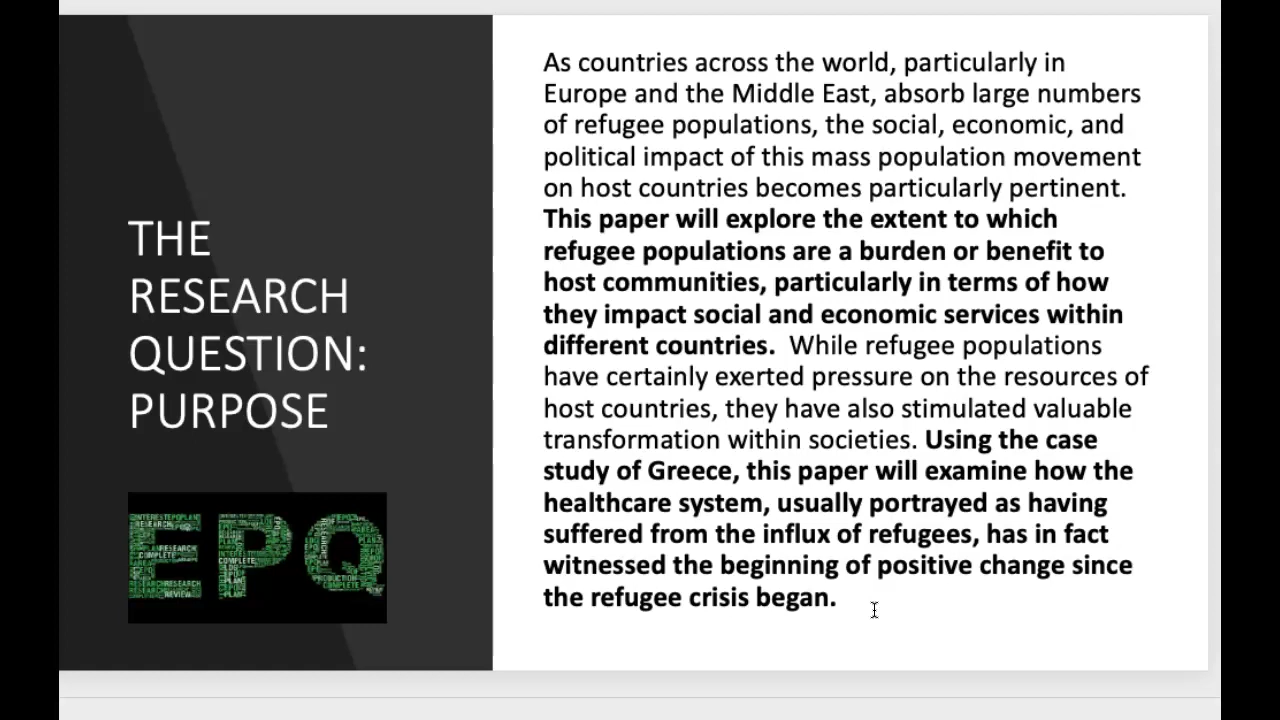 THE
RESEARCH
QUESTION:
PURPOSE
EPQ
As countries across the world, particularly in
Europe and the Middle East, absorb large numbers
of refugee populations, the social, economic, and
political impact of this mass population movement
on host countries becomes particularly pertinent.
This paper will explore the extent to which
refugee populations are a burden or benefit to
host communities, particularly in terms of how
they impact social and economic services within
different countries.  While refugee populations
have certainly exerted pressure on the resources of
host countries, they have also stimulated valuable
transformation within societies. Using the case
study of Greece, this paper will examine how the
healthcare system, usually portrayed as having
suffered from the influx of refugees, has in fact
witnessed the beginning of positive change since
the refugee crisis began.